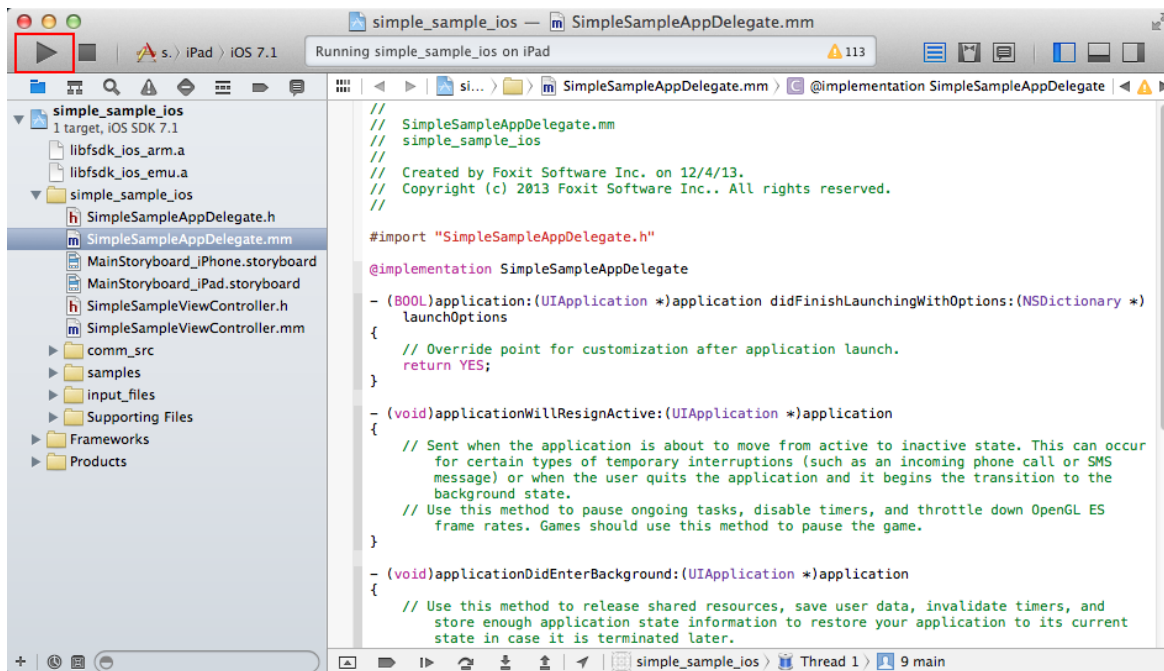 simple_sample_ios — m SimpleSampleAppDelegate.mm
s. 〉 iPad 〉 iOS 7.1
Running simple_sample_ios on iPad
113
simple_sample_ios
1 target, iOS SDK 7.1
libfsdk_ios_arm.a
libfsdk_ios_emu.a
simple_sample_ios
h SimpleSampleAppDelegate.h
m SimpleSampleAppDelegate.mm
MainStoryboard_iPhone.storyboard
MainStoryboard_iPad.storyboard
h SimpleSampleViewController.h
m SimpleSampleViewController.mm
comm_src
samples
input_files
Supporting Files
Frameworks
Products
si... 〉 〉 m SimpleSampleAppDelegate.mm 〉 C @implementation SimpleSampleAppDelegate
//
// SimpleSampleAppDelegate.mm
// simple_sample_ios
//
// Created by Foxit Software Inc. on 12/4/13.
// Copyright (c) 2013 Foxit Software Inc.. All rights reserved.
//
#import "SimpleSampleAppDelegate.h"
@implementation SimpleSampleAppDelegate
- (BOOL)application:(UIApplication *)application didFinishLaunchingWithOptions:(NSDictionary *)
launchOptions
{
// Override point for customization after application launch.
return YES;
}
- (void)applicationWillResignActive:(UIApplication *)application
{
// Sent when the application is about to move from active to inactive state. This can occur
for certain types of temporary interruptions (such as an incoming phone call or SMS
message) or when the user quits the application and it begins the transition to the
background state.
// Use this method to pause ongoing tasks, disable timers, and throttle down OpenGL ES
frame rates. Games should use this method to pause the game.
}
- (void)applicationDidEnterBackground:(UIApplication *)application
{
// Use this method to release shared resources, save user data, invalidate timers, and
store enough application state information to restore your application to its current
state in case it is terminated later.
simple_sample_ios 〉 Thread 1 〉 9 main